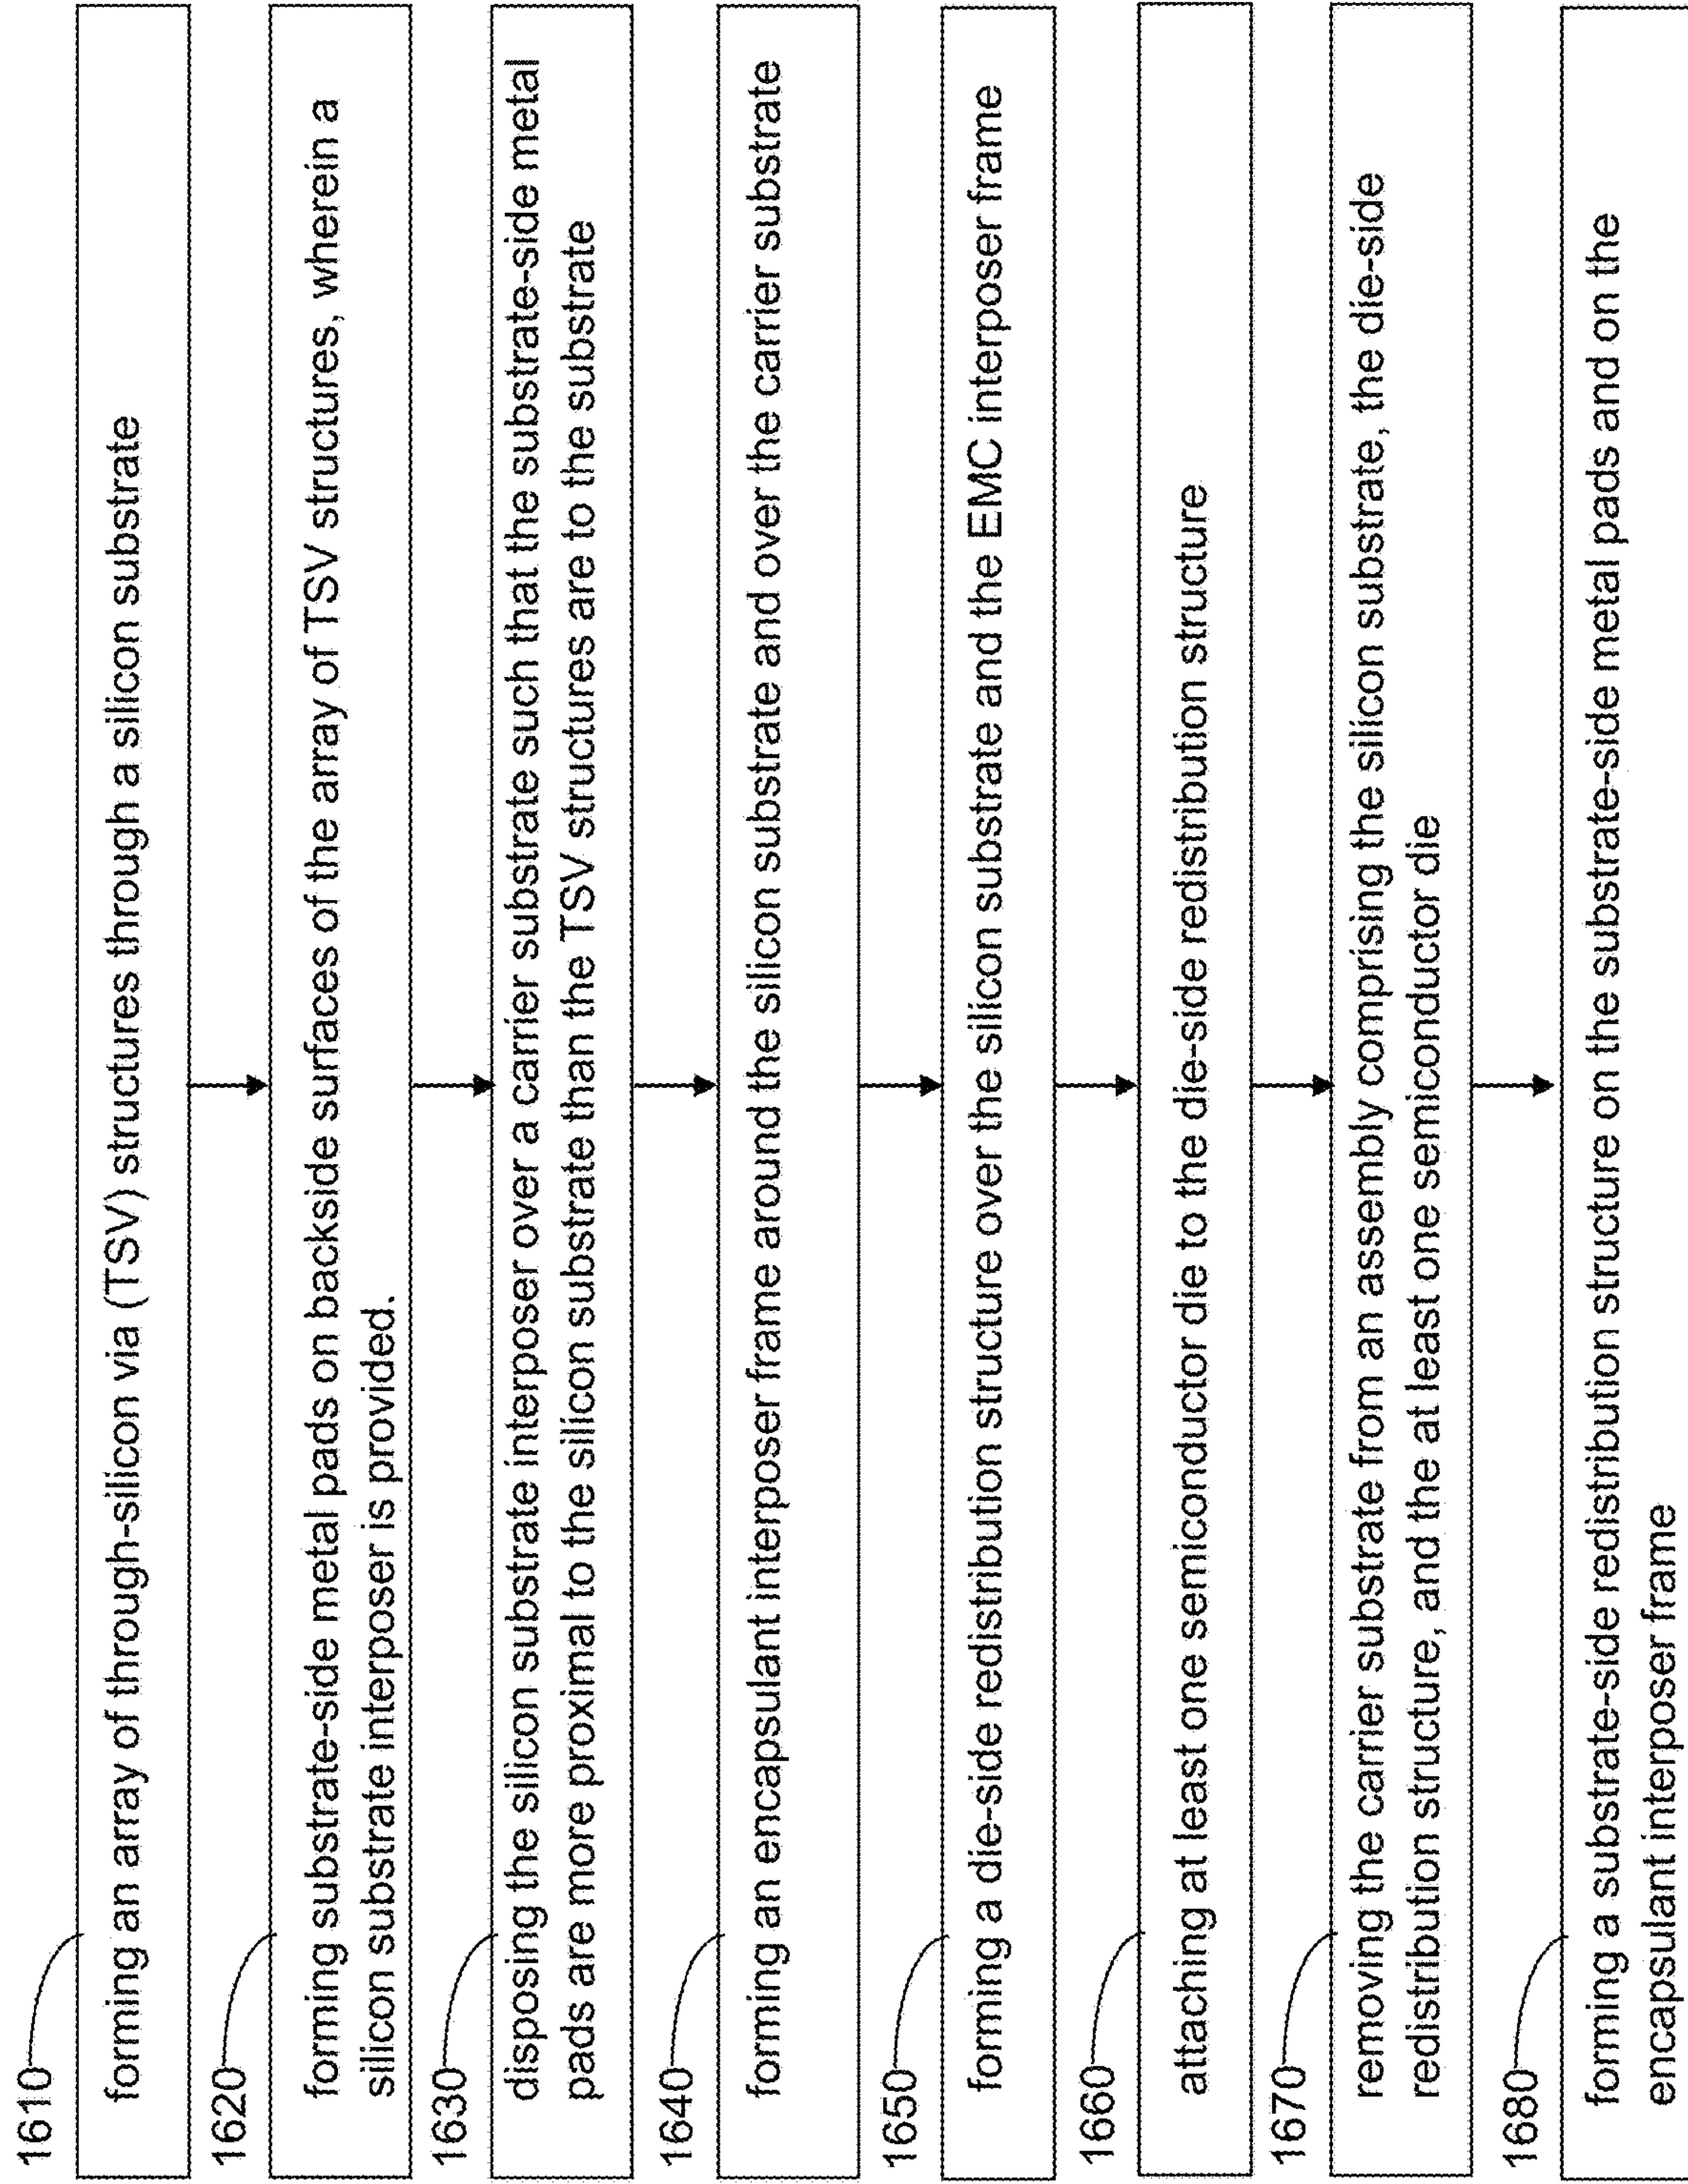 1610
forming an array of through-silicon via (TSV) structures through a silicon substrate
1620
forming substrate-side metal pads on backside surfaces of the array of TSV structures, wherein a
silicon substrate interposer is provided.
1630
disposing the silicon substrate interposer over a carrier substrate such that the substrate-side metal
pads are more proximal to the silicon substrate than the TSV structures are to the substrate
1640
forming an encapsulant interposer frame around the silicon substrate and over the carrier substrate
1650
forming a die-side redistribution structure over the silicon substrate and the EMC interposer frame
1660
attaching at least one semiconductor die to the die-side redistribution structure
1670
removing the carrier substrate from an assembly comprising the silicon substrate, the die-side
redistribution structure, and the at least one semiconductor die
1680
forming a substrate-side redistribution structure on the substrate-side metal pads and on the
encapsulant interposer frame